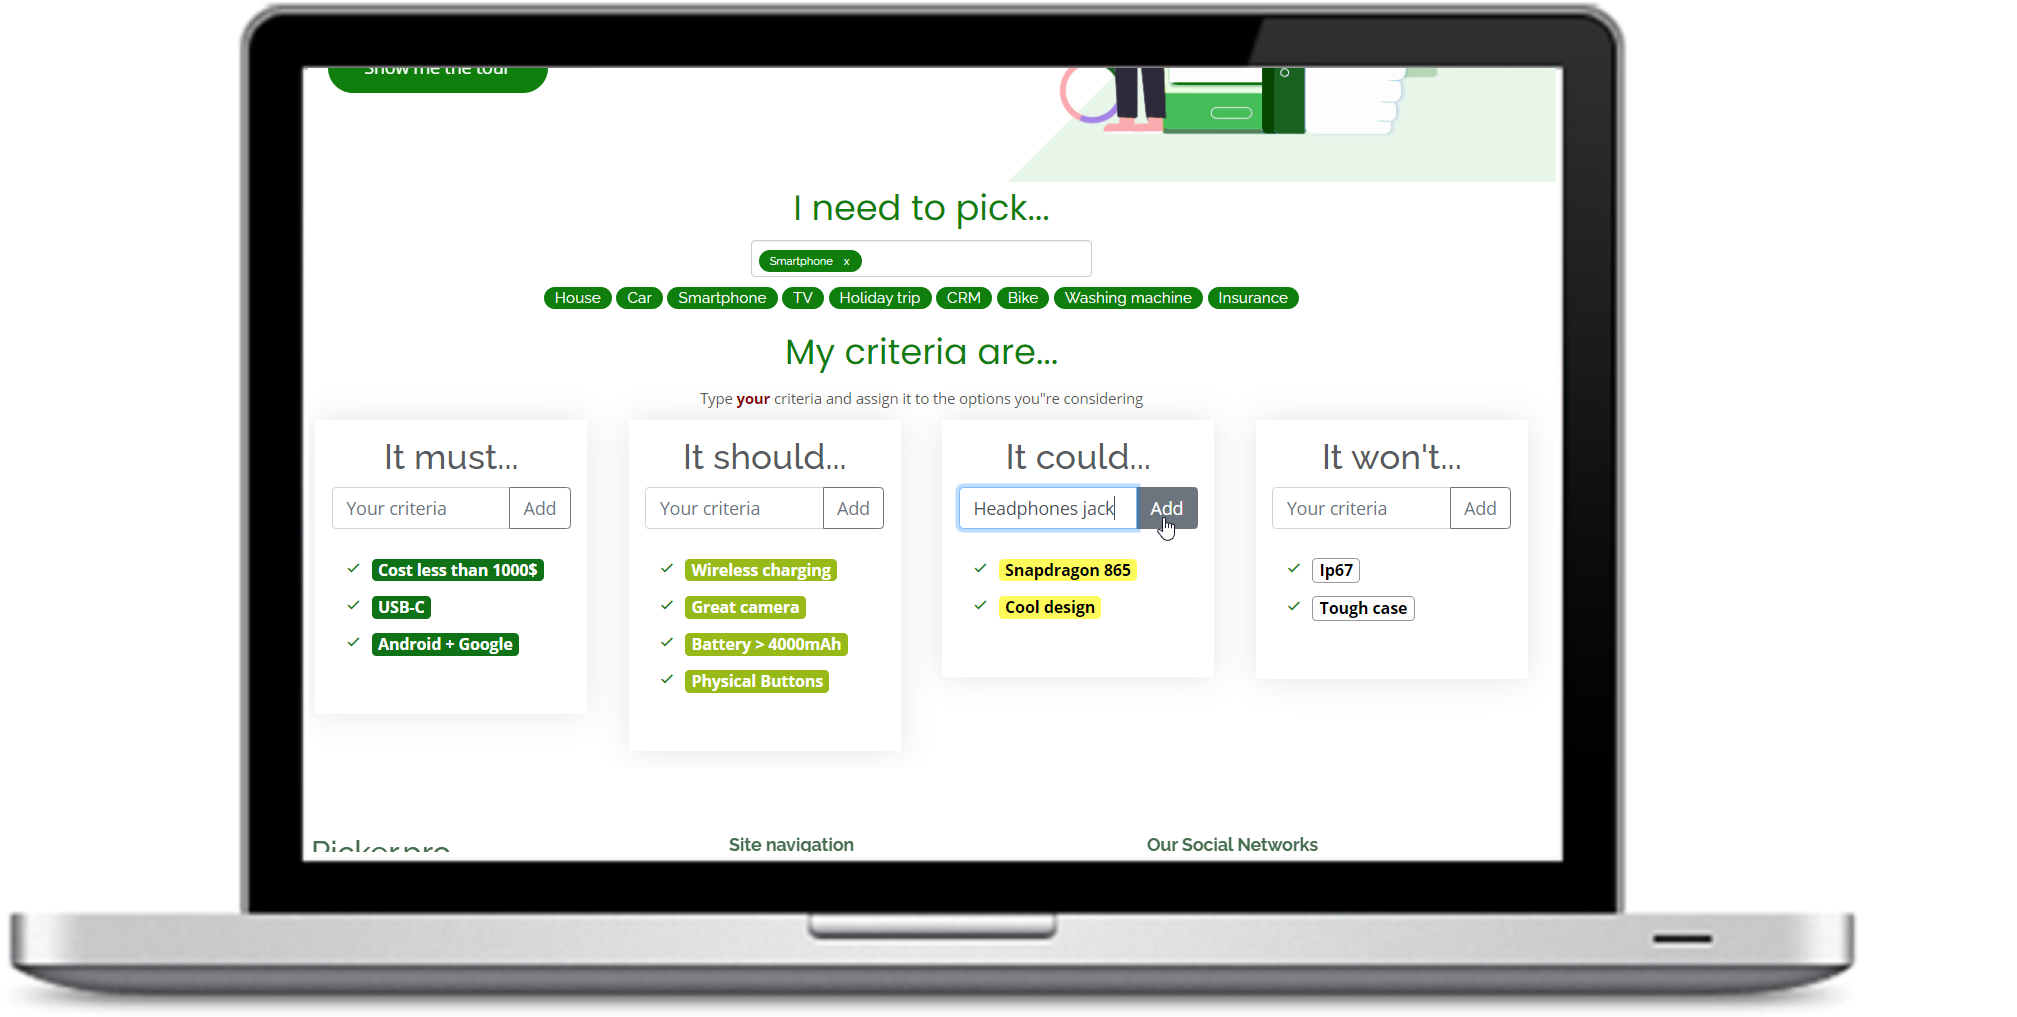 Show me the tour
I need to pick...
Smartphone x
House Car Smartphone TV Holiday trip CRM Bike Washing machine Insurance
My criteria are...
Type your criteria and assign it to the options you"re considering
It must...
Your criteria Add
Cost less than 1000$
USB-C
Android + Google
It should...
Your criteria Add
Wireless charging
Great camera
Battery > 4000mAh
Physical Buttons
It could...
Headphones jack Add
Snapdragon 865
Cool design
It won't...
Your criteria Add
Ip67
Tough case
Picker.pro
Site navigation
Our Social Networks